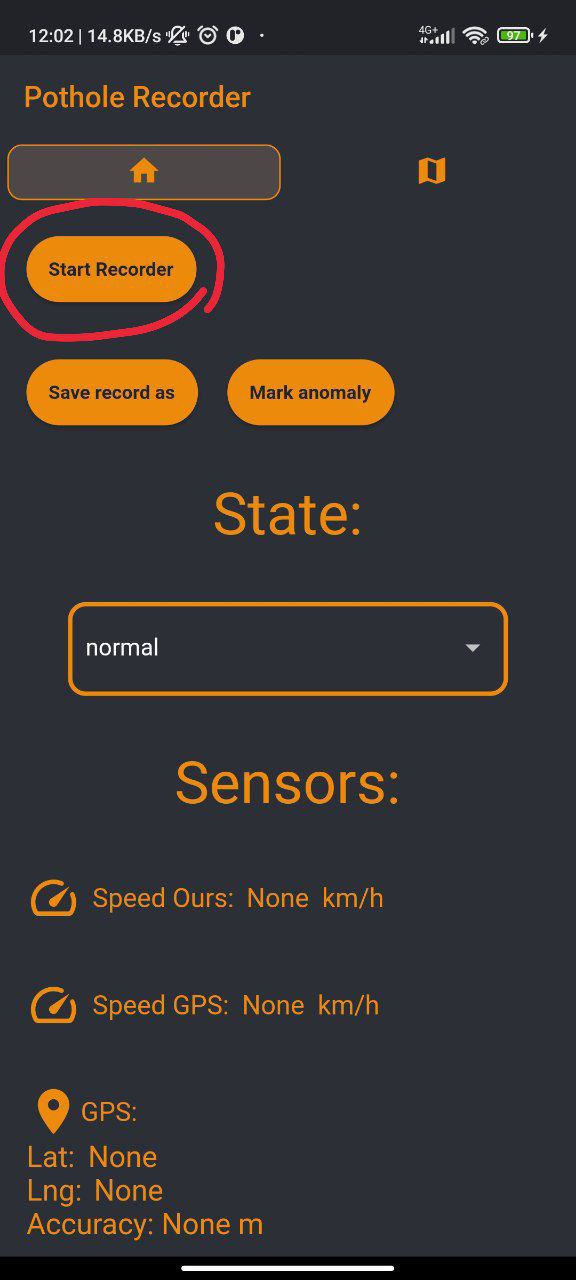 12:02 | 14.8KB/s 4G+ 97
Pothole Recorder
Start Recorder
Save record as Mark anomaly
State:
normal
Sensors:
Speed Ours: None km/h
Speed GPS: None km/h
GPS:
Lat: None
Lng: None
Accuracy: None m